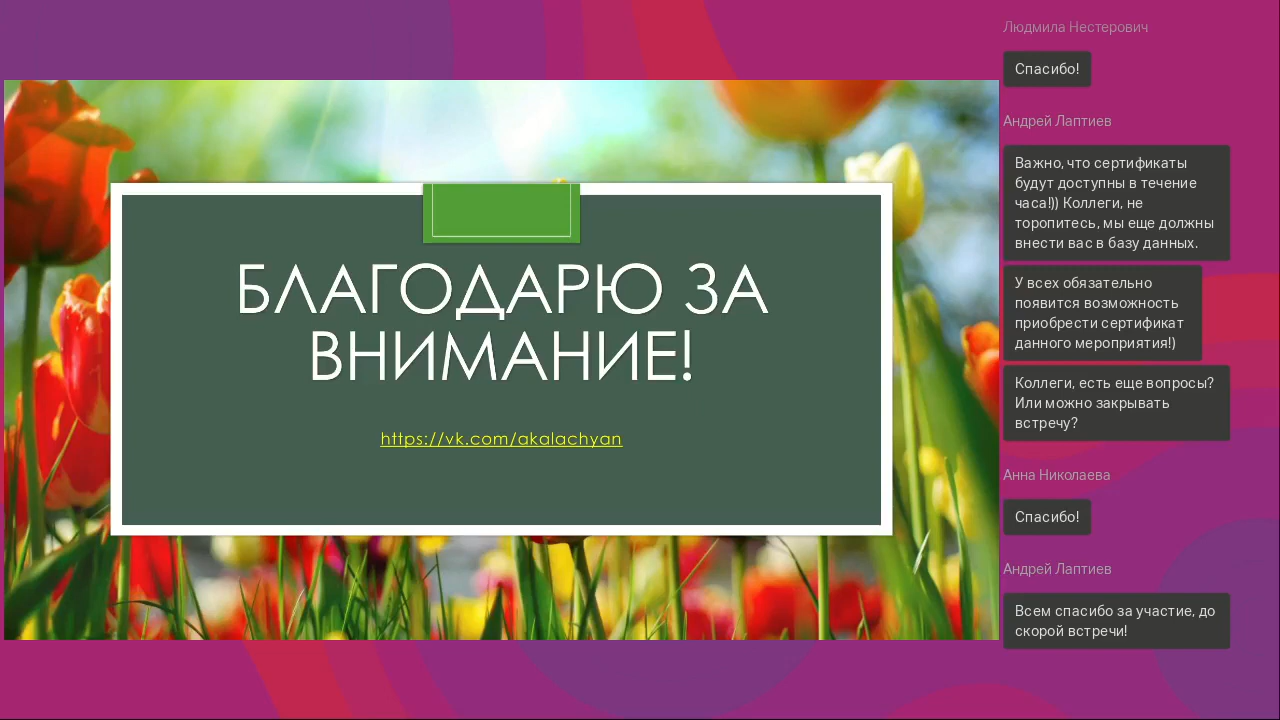 БЛАГОДАРЮ ЗА
ВНИМАНИЕ!
https://vk.com/akalachyan
Людмила Нестерович
Спасибо!
Андрей Лаптиев
Важно, что сертификаты
будут доступны в течение
часа!)) Коллеги, не
торопитесь, мы еще должны
внести вас в базу данных.
У всех обязательно
появится возможность
приобрести сертификат
данного мероприятия!)
Коллеги, есть еще вопросы?
Или можно закрывать
встречу?
Анна Николаева
Спасибо!
Андрей Лаптиев
Всем спасибо за участие, до
скорой встречи!